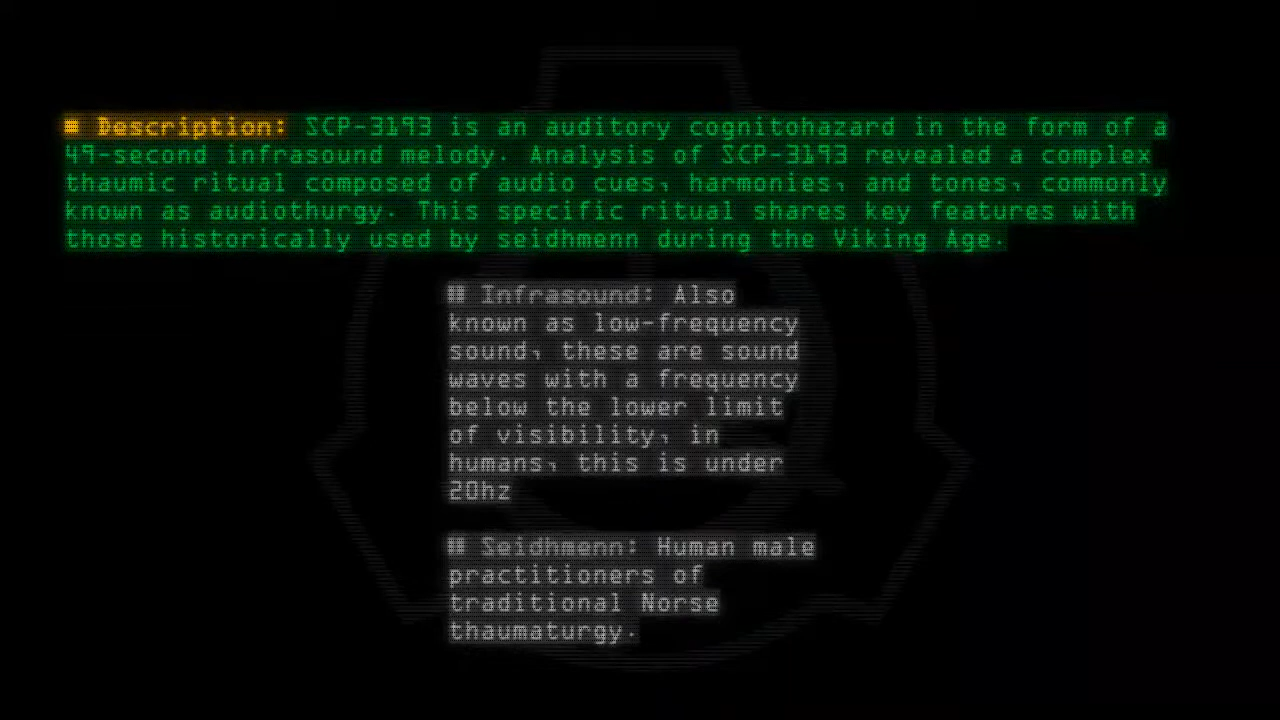 # Description: SCP-3193 is an auditory cognitohazard in the form of a
49-second infrasound melody. Analysis of SCP-3193 revealed a complex
thaumic ritual composed of audio cues, harmonies, and tones, commonly
known as audiothurgy. This specific ritual shares key features with
those historically used by seidhmenn during the Viking Age.
# Infrasound: Also
known as low-frequency
sound, these are sound
waves with a frequency
below the lower limit
of visibility, in
humans, this is under
20hz
# Seidhmenn: Human male
practitioners of
traditional Norse
thaumaturgy.